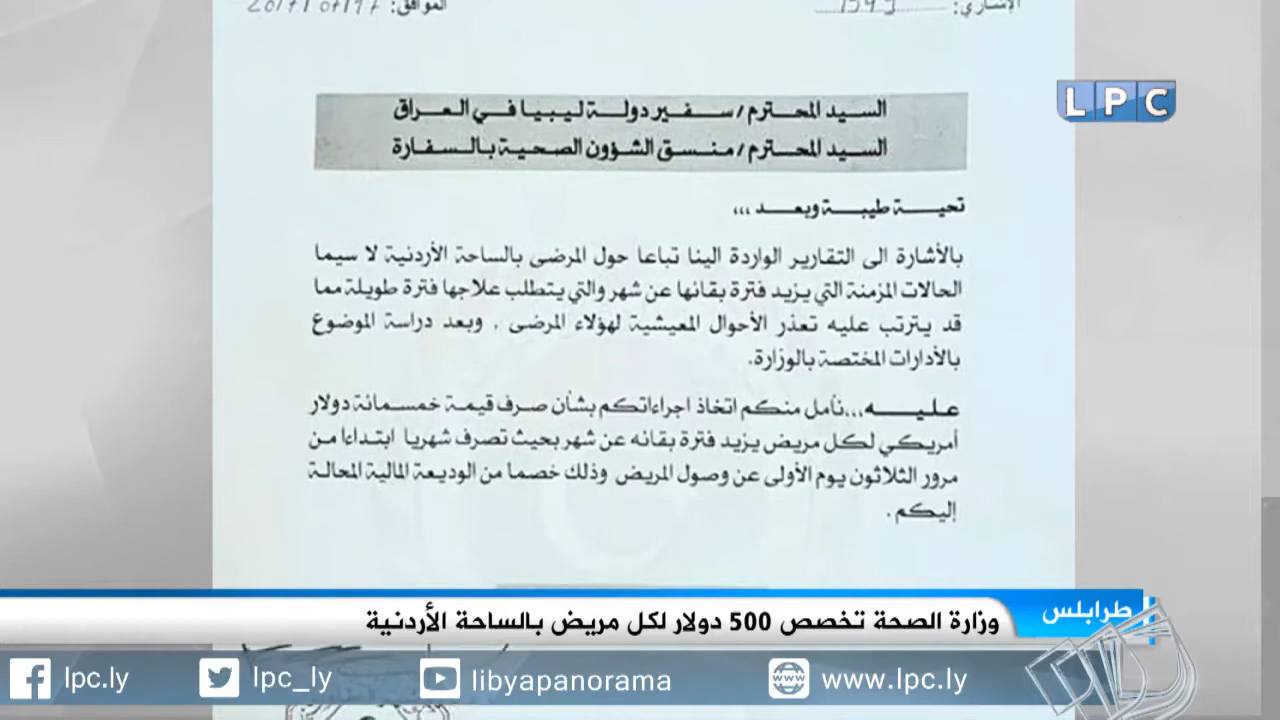 الإشاري:
الموافق:
LPC
السيد المحترم/ سفير دولة ليبيا في العراق
السيد المحترم/ منسق الشؤون الصحية بالسفارة
تحية طيبة وبعد ,,,
بالأشارة الى التقارير الواردة الينا تباعا حول المرضى بالساحة الأردنية لا سيما
الحالات المزمنة التي يزيد فترة بقائها عن شهر والتي يتطلب علاجها فترة طويلة مما
قد يترتب عليه تعذر الأحوال المعيشية لهؤلاء المرضى , وبعد دراسة الموضوع
بالأدارات المختصة بالوزارة.
عليه,,,نأمل منكم اتخاذ اجراءاتكم بشأن صرف قيمة خمسمائة دولار
أمريكي لكل مريض يزيد فترة بقائه عن شهر بحيث تصرف شهريا ابتداءا من
مرور الثلاثون يوم الأولى عن وصول المريض وذلك خصما من الوديعة المالية المحالة
إليكم.
طرابلس
وزارة الصحة تخصص 500 دولار لكل مريض بالساحة الأردنية
lpc.ly
lpc_ly
libyapanorama
www.lpc.ly